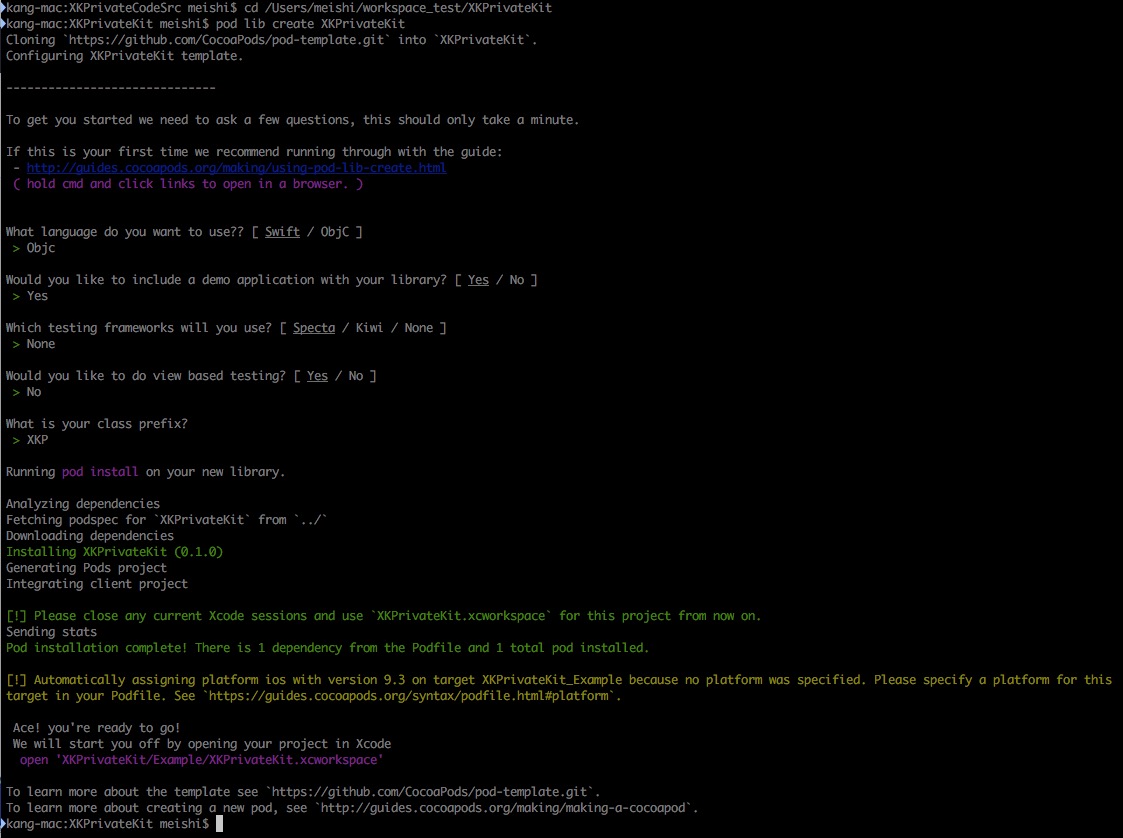 kang-mac:XKPrivateCodeSrc meishi$ cd /Users/meishi/workspace_test/XKPrivateKit
kang-mac:XKPrivateKit meishi$ pod lib create XKPrivateKit
Cloning `https://github.com/CocoaPods/pod-template.git` into `XKPrivateKit`.
Configuring XKPrivateKit template.
------------------------------
To get you started we need to ask a few questions, this should only take a minute.
If this is your first time we recommend running through with the guide:
- http://guides.cocoapods.org/making/using-pod-lib-create.html
( hold cmd and click links to open in a browser. )
What language do you want to use?? [ Swift / ObjC ]
> Objc
Would you like to include a demo application with your library? [ Yes / No ]
> Yes
Which testing frameworks will you use? [ Specta / Kiwi / None ]
> None
Would you like to do view based testing? [ Yes / No ]
> No
What is your class prefix?
> XKP
Running pod install on your new library.
Analyzing dependencies
Fetching podspec for `XKPrivateKit` from `../`
Downloading dependencies
Installing XKPrivateKit (0.1.0)
Generating Pods project
Integrating client project
[!] Please close any current Xcode sessions and use `XKPrivateKit.xcworkspace` for this project from now on.
Sending stats
Pod installation complete! There is 1 dependency from the Podfile and 1 total pod installed.
[!] Automatically assigning platform ios with version 9.3 on target XKPrivateKit_Example because no platform was specified. Please specify a platform for this
target in your Podfile. See `https://guides.cocoapods.org/syntax/podfile.html#platform`.
Ace! you're ready to go!
We will start you off by opening your project in Xcode
open 'XKPrivateKit/Example/XKPrivateKit.xcworkspace'
To learn more about the template see `https://github.com/CocoaPods/pod-template.git`.
To learn more about creating a new pod, see `http://guides.cocoapods.org/making/making-a-cocoapod`.
kang-mac:XKPrivateKit meishi$